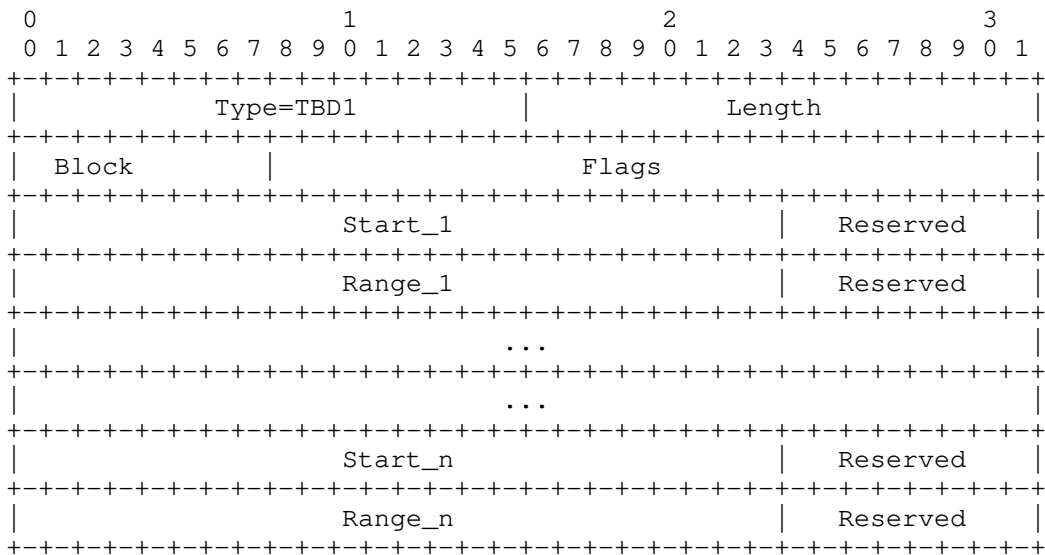 0                   1                   2                   3
 0 1 2 3 4 5 6 7 8 9 0 1 2 3 4 5 6 7 8 9 0 1 2 3 4 5 6 7 8 9 0 1
+-+-+-+-+-+-+-+-+-+-+-+-+-+-+-+-+-+-+-+-+-+-+-+-+-+-+-+-+-+-+-+-+
|            Type=TBD1          |            Length             |
+-+-+-+-+-+-+-+-+-+-+-+-+-+-+-+-+-+-+-+-+-+-+-+-+-+-+-+-+-+-+-+-+
|  Block        |                   Flags                       |
+-+-+-+-+-+-+-+-+-+-+-+-+-+-+-+-+-+-+-+-+-+-+-+-+-+-+-+-+-+-+-+-+
|                    Start_1                    |   Reserved    |
+-+-+-+-+-+-+-+-+-+-+-+-+-+-+-+-+-+-+-+-+-+-+-+-+-+-+-+-+-+-+-+-+
|                    Range_1                    |   Reserved    |
+-+-+-+-+-+-+-+-+-+-+-+-+-+-+-+-+-+-+-+-+-+-+-+-+-+-+-+-+-+-+-+-+
|                              ...                              |
+-+-+-+-+-+-+-+-+-+-+-+-+-+-+-+-+-+-+-+-+-+-+-+-+-+-+-+-+-+-+-+-+
|                              ...                              |
+-+-+-+-+-+-+-+-+-+-+-+-+-+-+-+-+-+-+-+-+-+-+-+-+-+-+-+-+-+-+-+-+
|                    Start_n                    |   Reserved    |
+-+-+-+-+-+-+-+-+-+-+-+-+-+-+-+-+-+-+-+-+-+-+-+-+-+-+-+-+-+-+-+-+
|                    Range_n                    |   Reserved    |
+-+-+-+-+-+-+-+-+-+-+-+-+-+-+-+-+-+-+-+-+-+-+-+-+-+-+-+-+-+-+-+-+